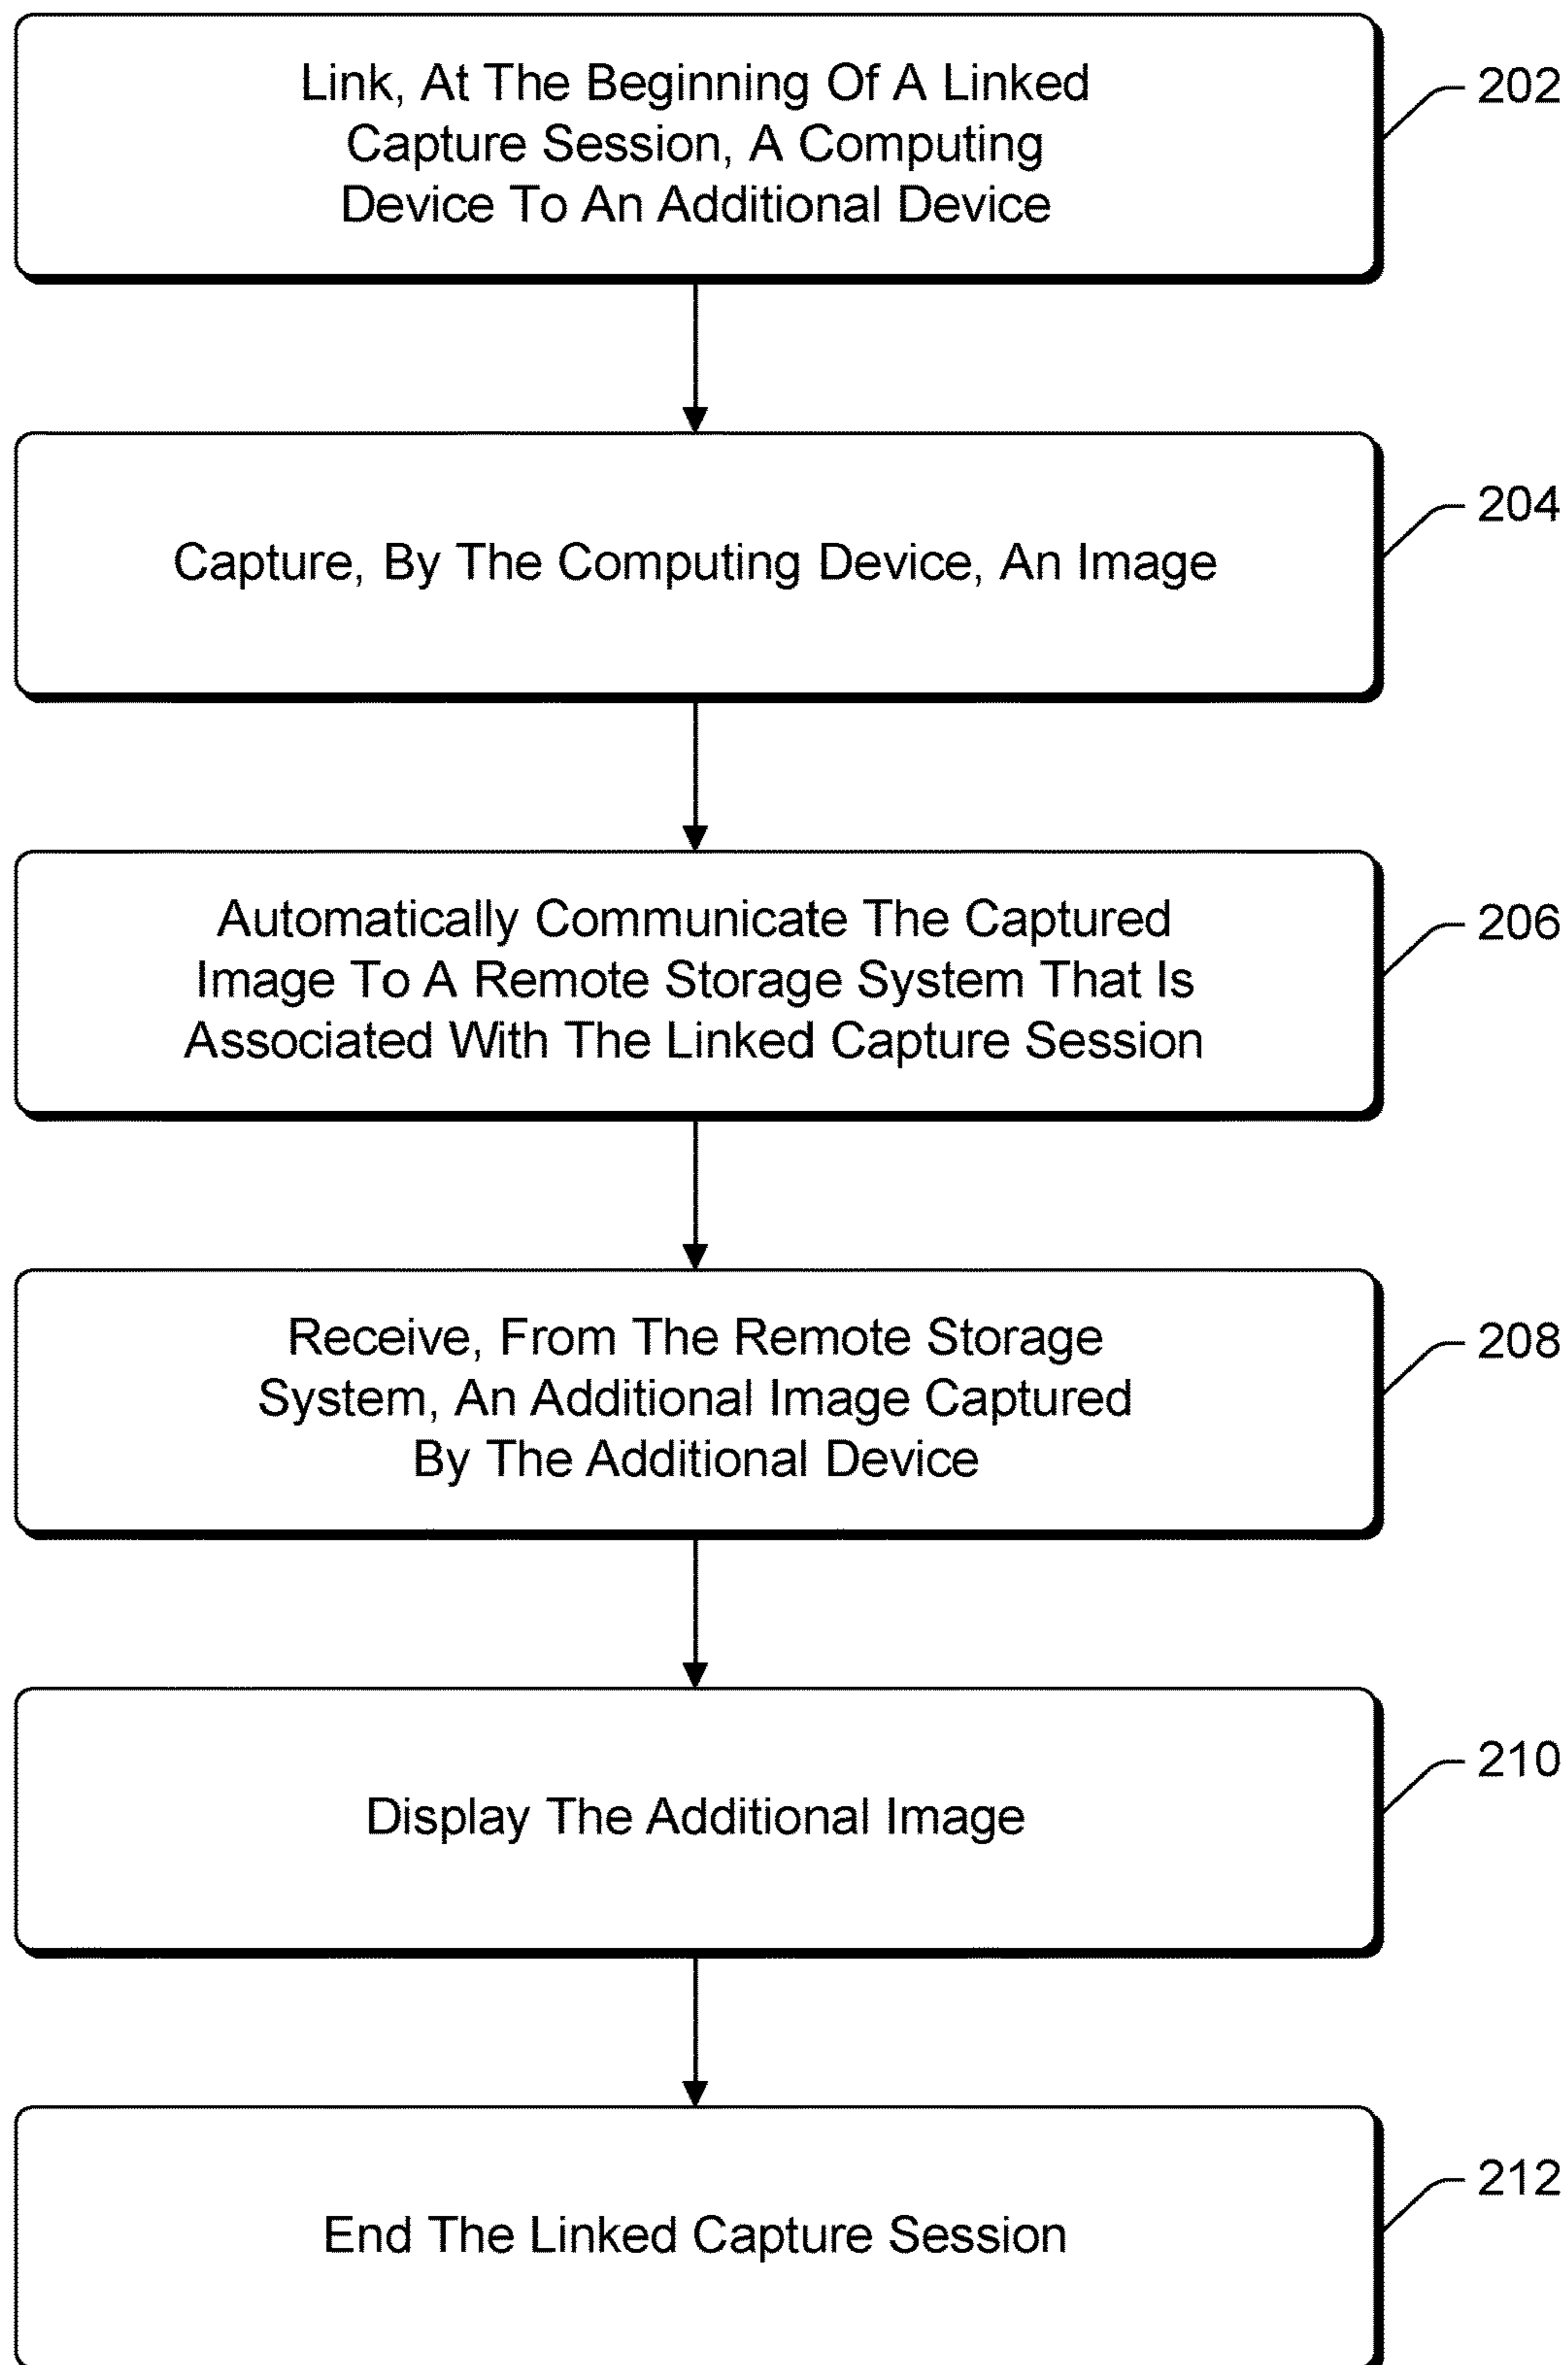 Link, At The Beginning Of A Linked
Capture Session, A Computing
Device To An Additional Device
202
Capture, By The Computing Device, An Image
204
Automatically Communicate The Captured
Image To A Remote Storage System That Is
Associated With The Linked Capture Session
206
Receive, From The Remote Storage
System, An Additional Image Captured
By The Additional Device
208
Display The Additional Image
210
End The Linked Capture Session
212